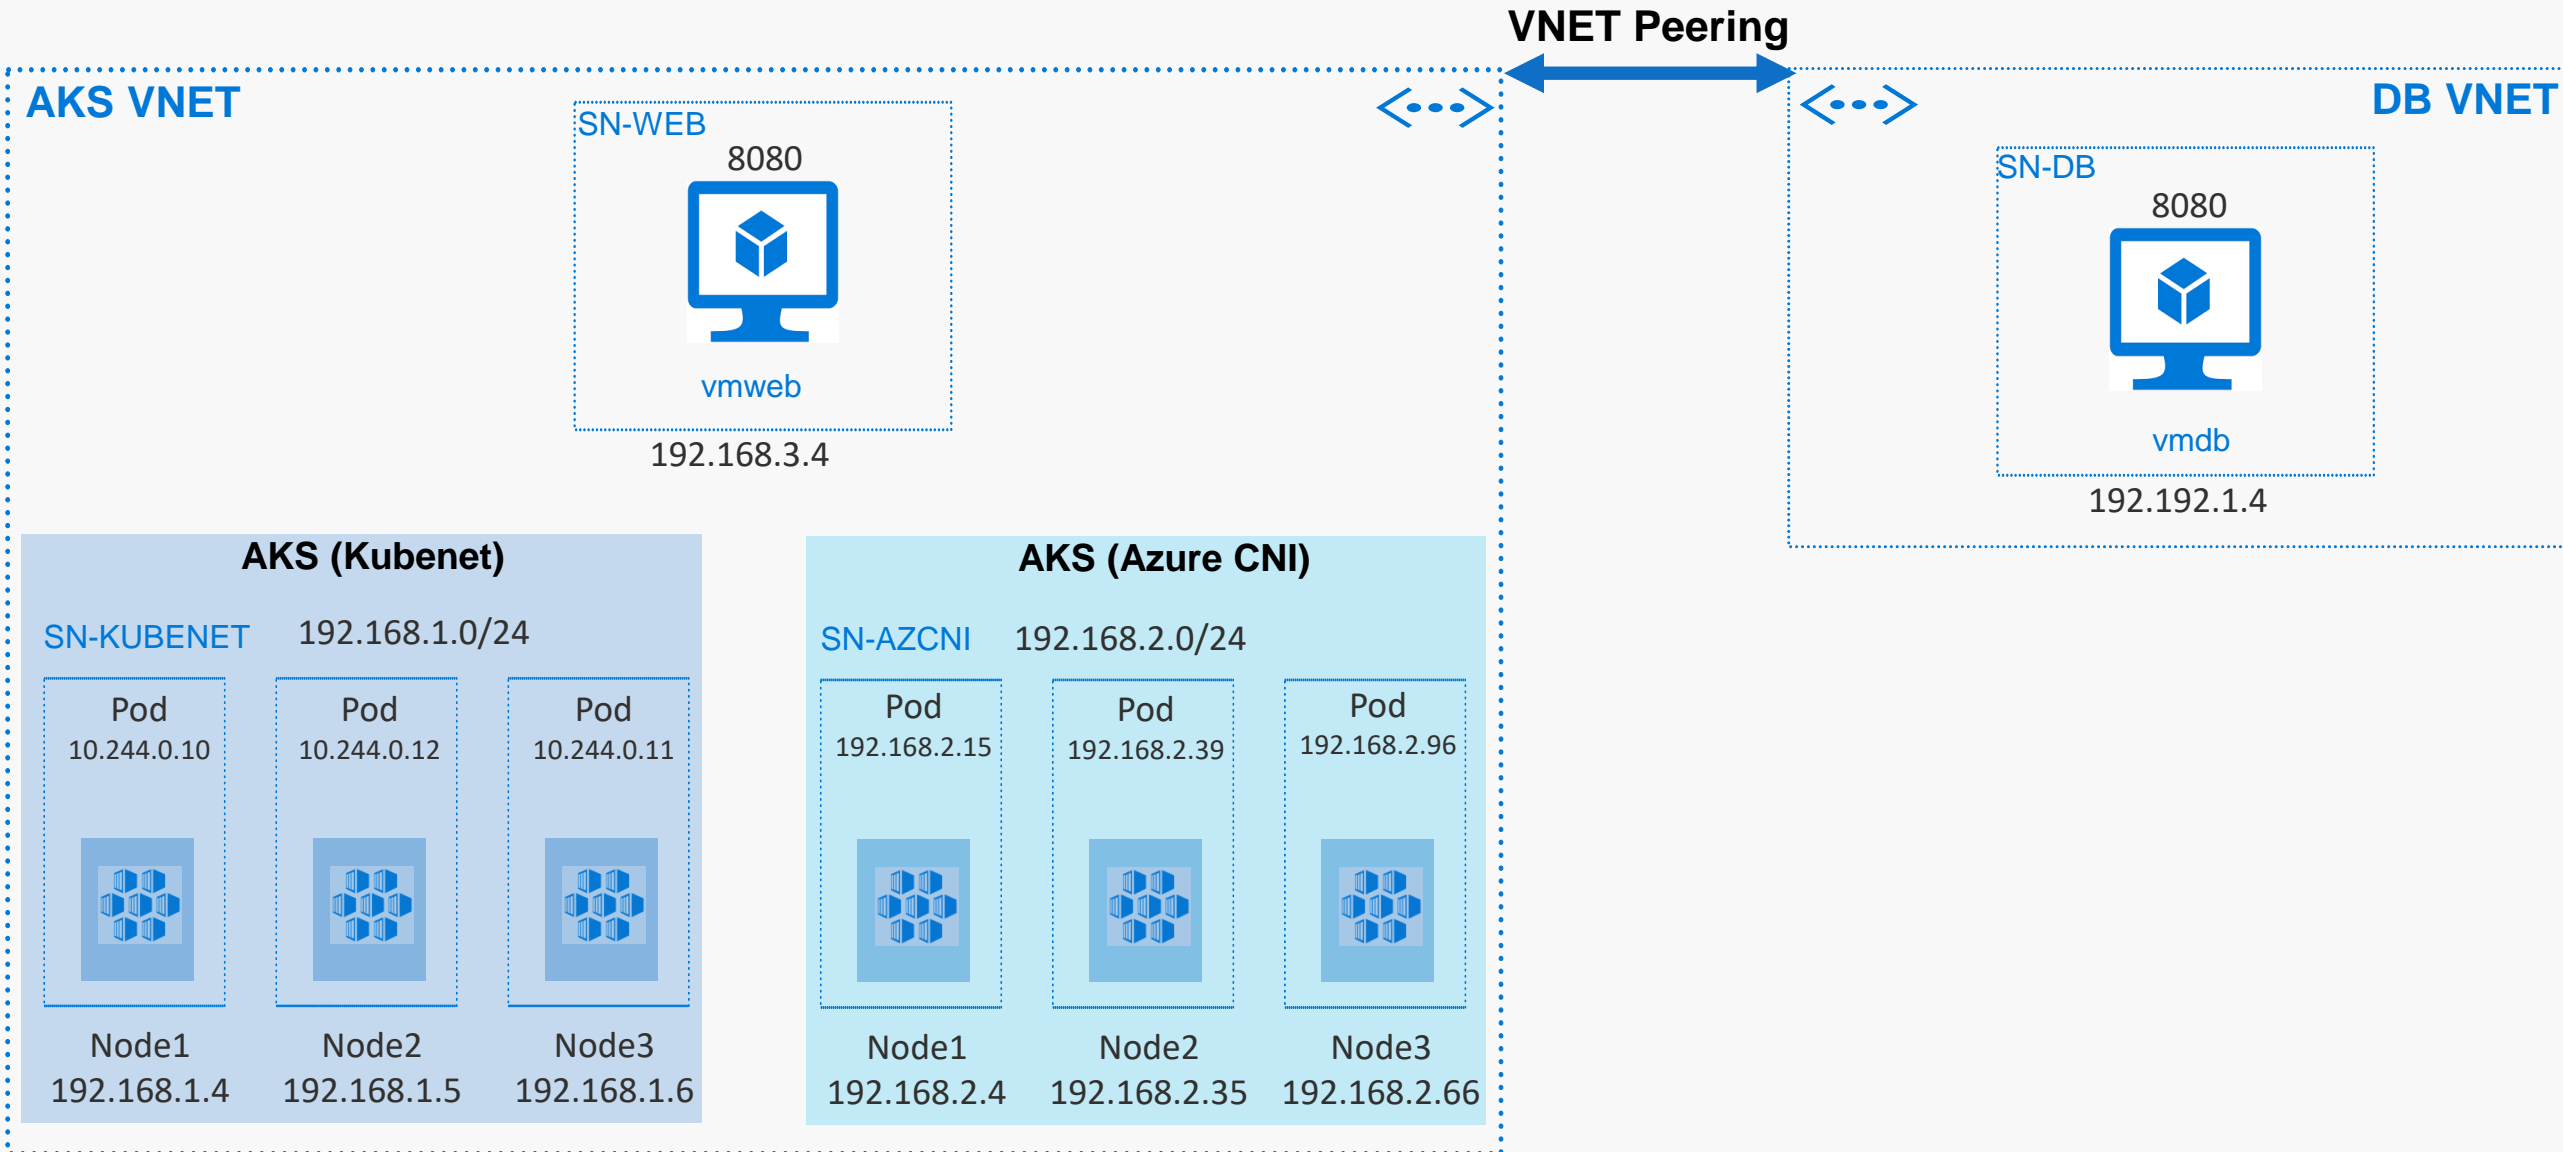 VNET Peering
AKS VNET
SN-WEB
8080
vmweb
192.168.3.4
DB VNET
SN-DB
8080
vmdb
192.192.1.4
AKS (Kubenet)
SN-KUBENET 192.168.1.0/24
Pod
10.244.0.10
Pod
10.244.0.12
Pod
10.244.0.11
Node1
192.168.1.4
Node2
192.168.1.5
Node3
192.168.1.6
AKS (Azure CNI)
SN-AZCNI 192.168.2.0/24
Pod
192.168.2.15
Pod
192.168.2.39
Pod
192.168.2.96
Node1
192.168.2.4
Node2
192.168.2.35
Node3
192.168.2.66